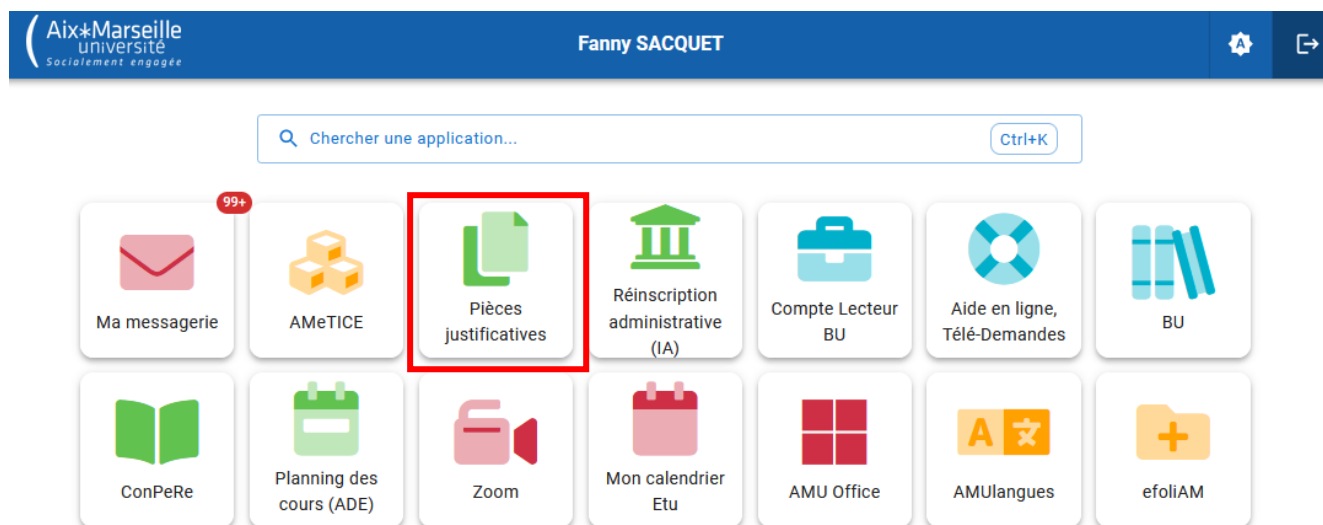 Aix*Marseille
université
Socialement engagée
Fanny SACQUET
A
Chercher une application...
Ctrl+K
99+
Ma messagerie
AMeTICE
Pièces
justificatives
Réinscription
administrative
(IA)
Compte Lecteur
BU
Aide en ligne,
Télé-Demandes
BU
ConPeRe
Planning des
cours (ADE)
Zoom
Mon calendrier
Etu
AMU Office
A 文
AMUlangues
efoliAM